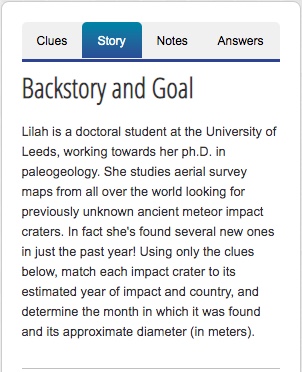 Clues Story Notes Answers
Backstory and Goal
Lilah is a doctoral student at the University of
Leeds, working towards her ph.D. in
paleogeology. She studies aerial survey
maps from all over the world looking for
previously unknown ancient meteor impact
craters. In fact she's found several new ones
in just the past year! Using only the clues
below, match each impact crater to its
estimated year of impact and country, and
determine the month in which it was found
and its approximate diameter (in meters).